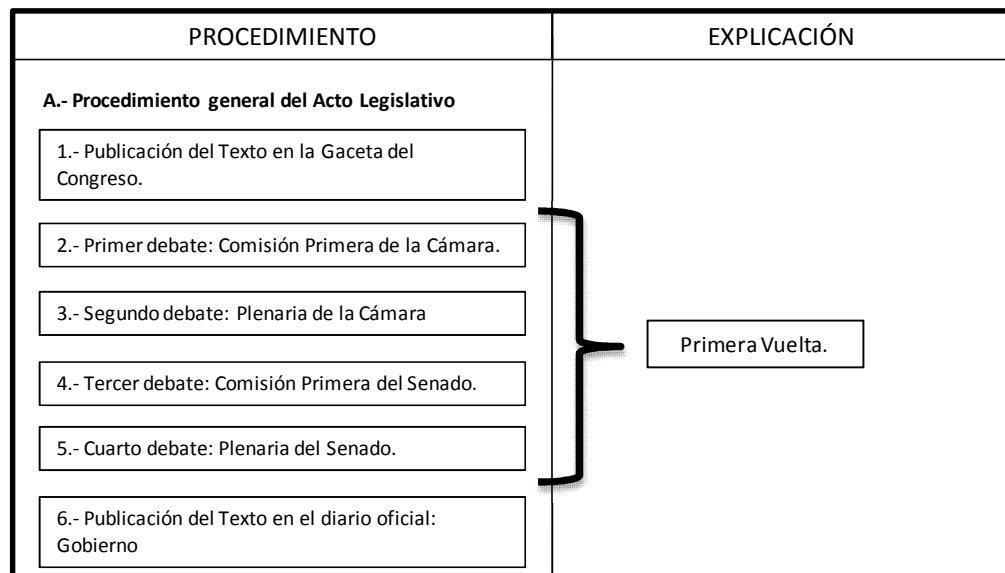 PROCEDIMIENTO
EXPLICACIÓN
A.- Procedimiento general del Acto Legislativo
1.- Publicación del Texto en la Gaceta del
Congreso.
2.- Primer debate: Comisión Primera de la Cámara.
3.- Segundo debate: Plenaria de la Cámara
4.- Tercer debate: Comisión Primera del Senado.
5.- Cuarto debate: Plenaria del Senado.
6.- Publicación del Texto en el diario oficial:
Gobierno
Primera Vuelta.